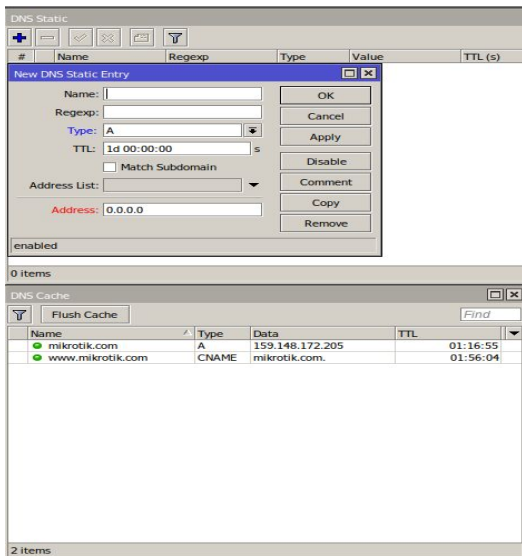 DNS Static
# Name Regexp Type Value TTL (s)
New DNS Static Entry
Name:
Regexp:
Type: A
TTL: 1d 00:00:00 s
Match Subdomain
Address List:
Address: 0.0.0.0
OK
Cancel
Apply
Disable
Comment
Copy
Remove
enabled
0 items
DNS Cache
Flush Cache Find
Name Type Data TTL
mikrotik.com A 159.148.172.205 01:16:55
www.mikrotik.com CNAME mikrotik.com. 01:56:04
2 items